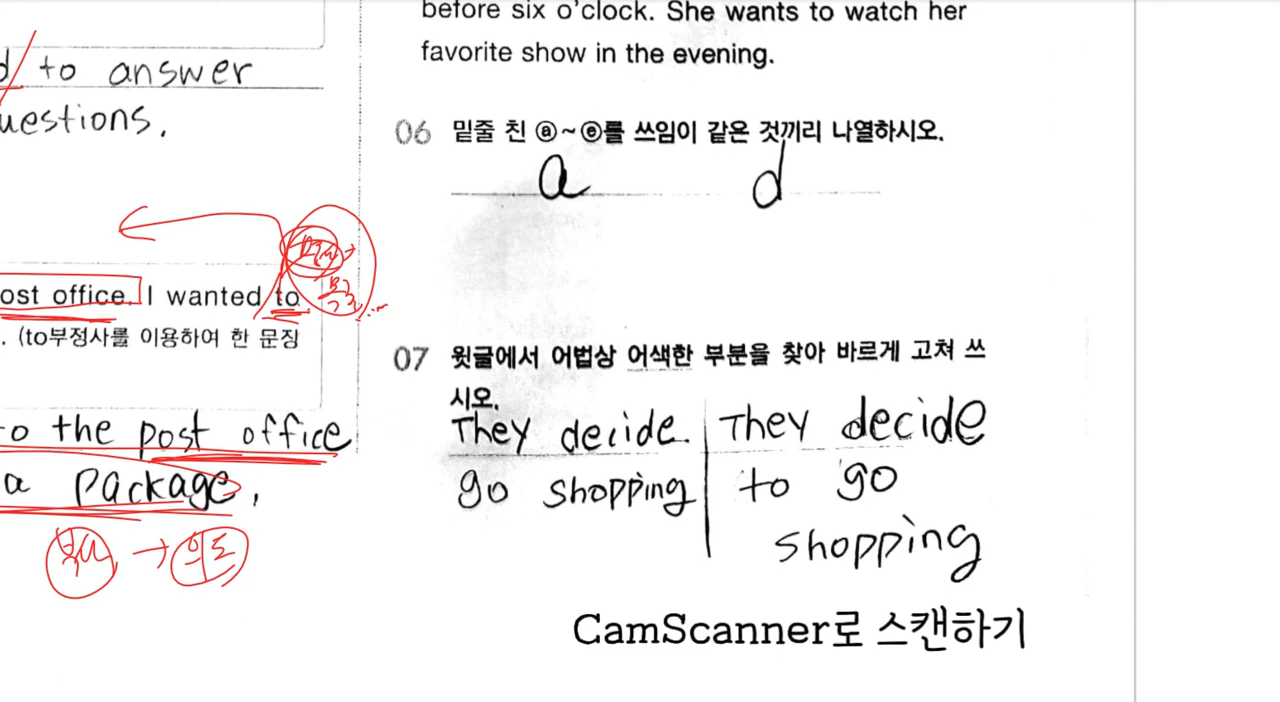 d to answer
uestions.
ost office. I wanted to
. (to부정사를 이용하여 한 문장
o the post office
a package.
부사 → 의도
before six o'clock. She wants to watch her
favorite show in the evening.
06 밑줄 친 ⓐ~ⓔ를 쓰임이 같은 것끼리 나열하시오.
a d
07 윗글에서 어법상 어색한 부분을 찾아 바르게 고쳐 쓰
시오.
They decide They decide
go shopping to go
shopping
CamScanner로 스캔하기